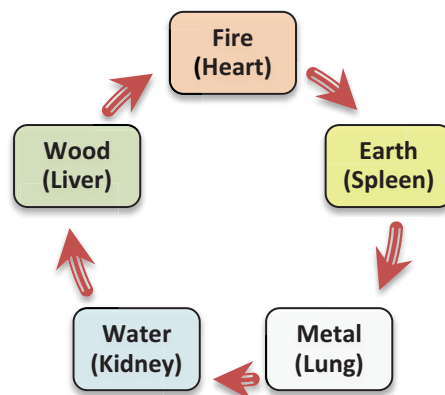 Fire
(Heart)
Wood
(Liver)
Earth
(Spleen)
Water
(Kidney)
Metal
(Lung)